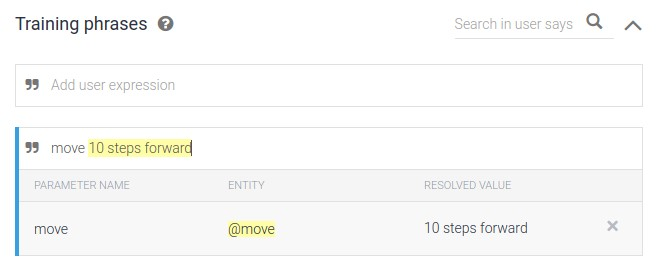 Training phrases ?
Search in user says
Add user expression
move 10 steps forward
PARAMETER NAME ENTITY RESOLVED VALUE
move @move 10 steps forward